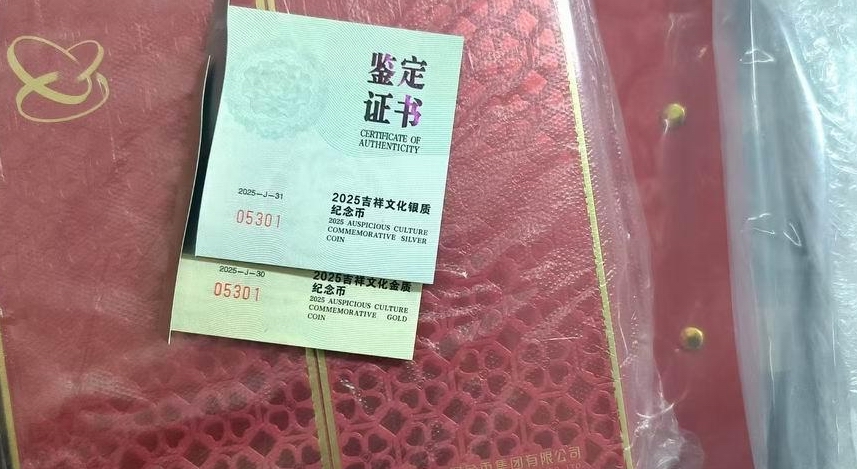 鉴定
证书
CERTIFICATE OF
AUTHENTICITY
2025-J-31
05301
2025吉祥文化银质
纪念币
2025 AUSPICIOUS CULTURE
COMMEMORATIVE SILVER
COIN
2025-J-30
05301
2025吉祥文化金质
纪念币
2025 AUSPICIOUS CULTURE
COMMEMORATIVE GOLD
COIN
币集团有限公司